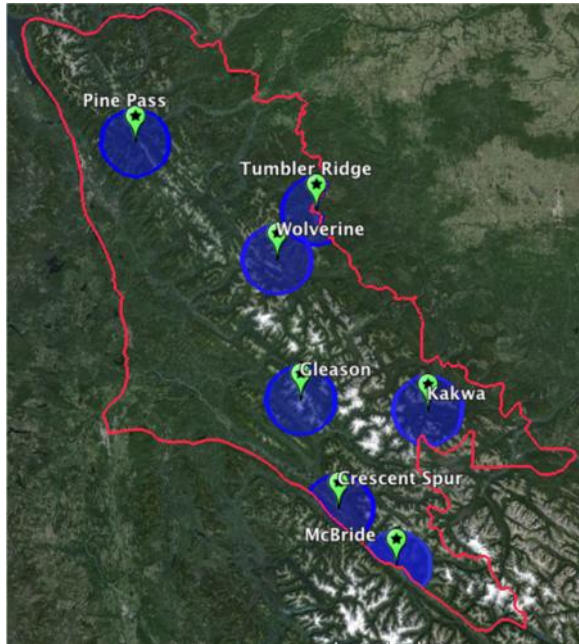 Pine Pass
Tumbler Ridge
Wolverine
Gleason
Kakwa
Crescent Spur
McBride